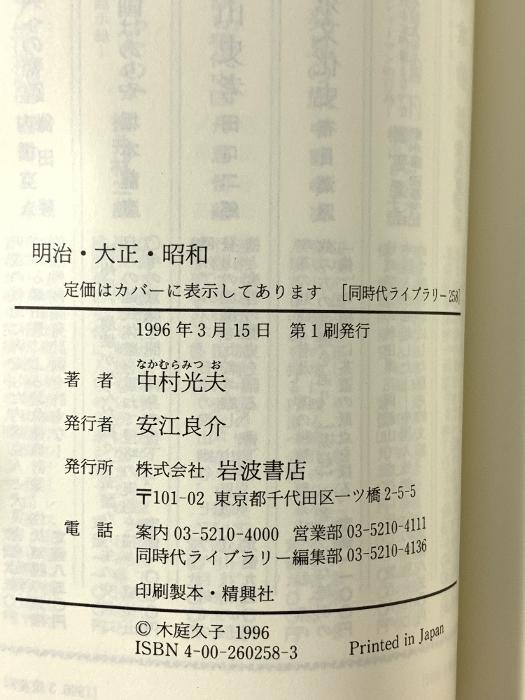 明治・大正・昭和
定価はカバーに表示してあります ［同時代ライブラリー258］
1996年3月15日 第1刷発行
なかむらみつ お
著 者 中村光夫
発行者 安江良介
発行所 株式会社 岩波書店
〒101-02 東京都千代田区一ツ橋2-5-5
電 話 案内 03-5210-4000 営業部 03-5210-4111
同時代ライブラリー編集部 03-5210-4136
印刷製本・精興社
© 木庭久子 1996
ISBN 4-00-260258-3 Printed in Japan